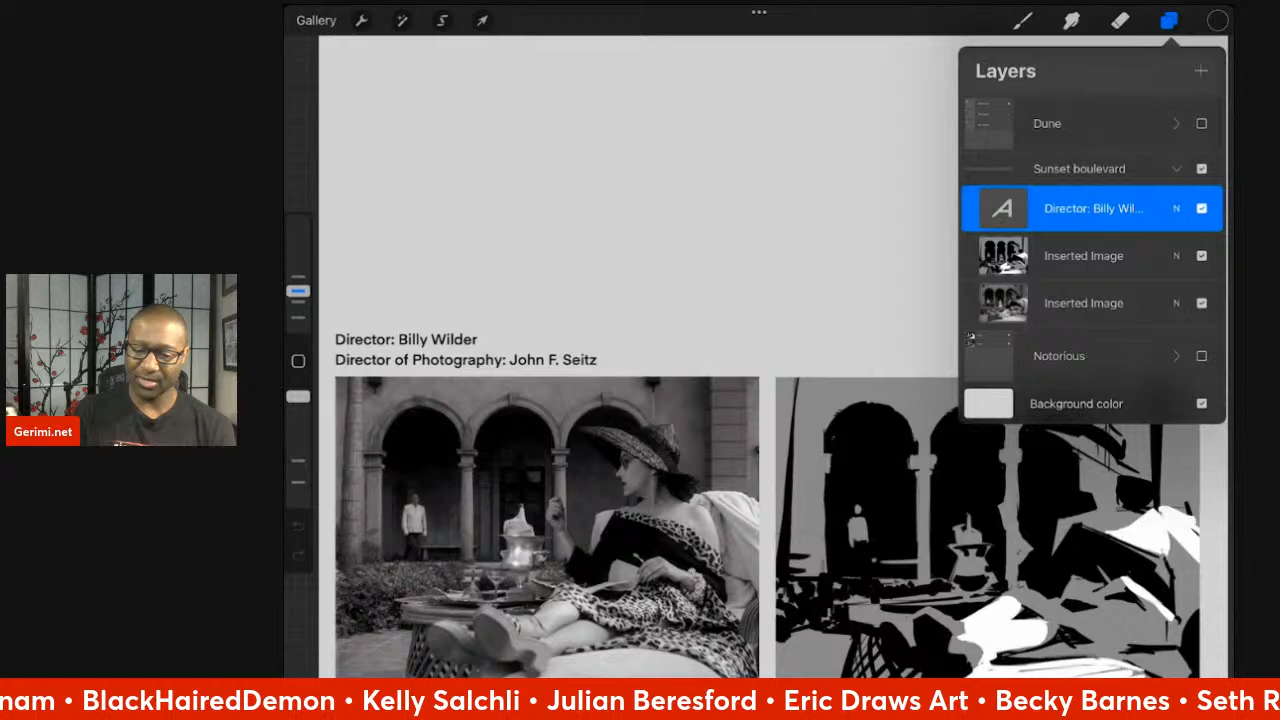 Gallery
Layers
Dune
Sunset boulevard
Director: Billy Wil... N
Inserted Image N
Inserted Image N
Notorious
Background color
Director: Billy Wilder
Director of Photography: John F. Seitz
Gerimi.net
nam • BlackHairedDemon • Kelly Salchli • Julian Beresford • Eric Draws Art • Becky Barnes • Seth R